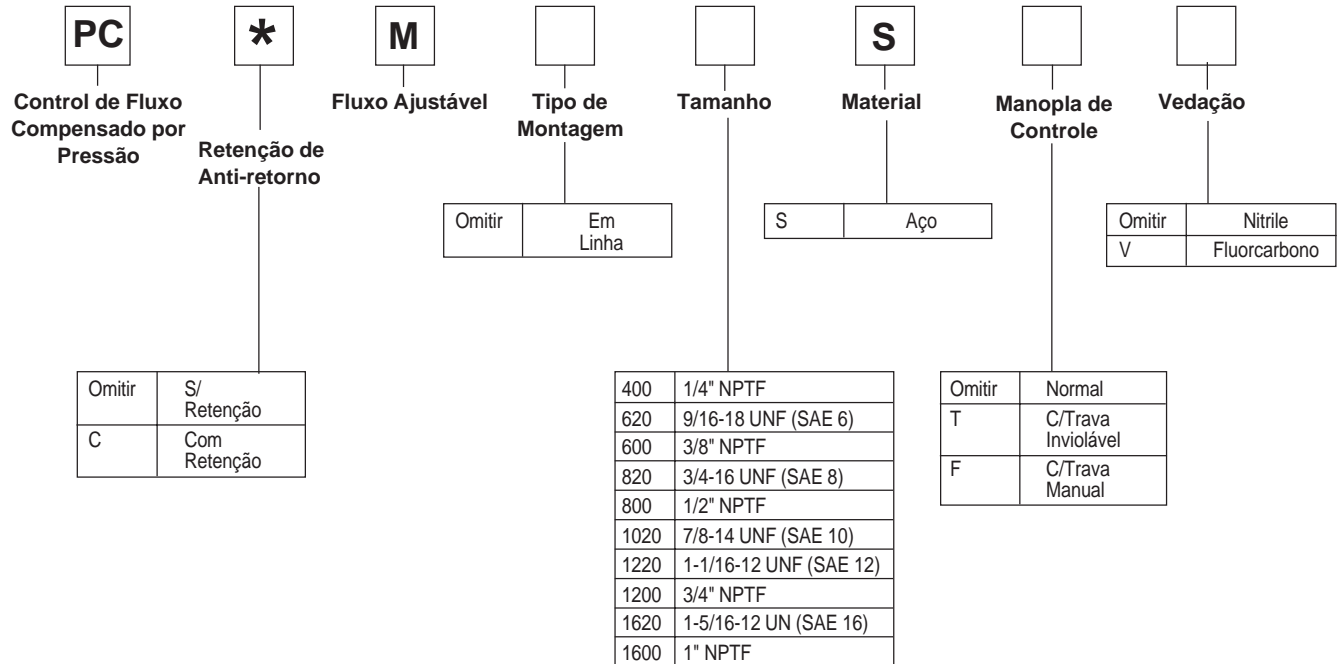 PC * M S
Control de Fluxo
Compensado por
Pressão
Retenção de
Anti-retorno
Fluxo Ajustável
Tipo de
Montagem
Tamanho
Material
Manopla de
Controle
Vedação
Omitir Em
Linha
S Aço
Omitir Nitrile
V Fluorcarbono
Omitir S/
Retenção
C Com
Retenção
400 1/4" NPTF
620 9/16-18 UNF (SAE 6)
600 3/8" NPTF
820 3/4-16 UNF (SAE 8)
800 1/2" NPTF
1020 7/8-14 UNF (SAE 10)
1220 1-1/16-12 UNF (SAE 12)
1200 3/4" NPTF
1620 1-5/16-12 UN (SAE 16)
1600 1" NPTF
Omitir Normal
T C/Trava
Inviolável
F C/Trava
Manual